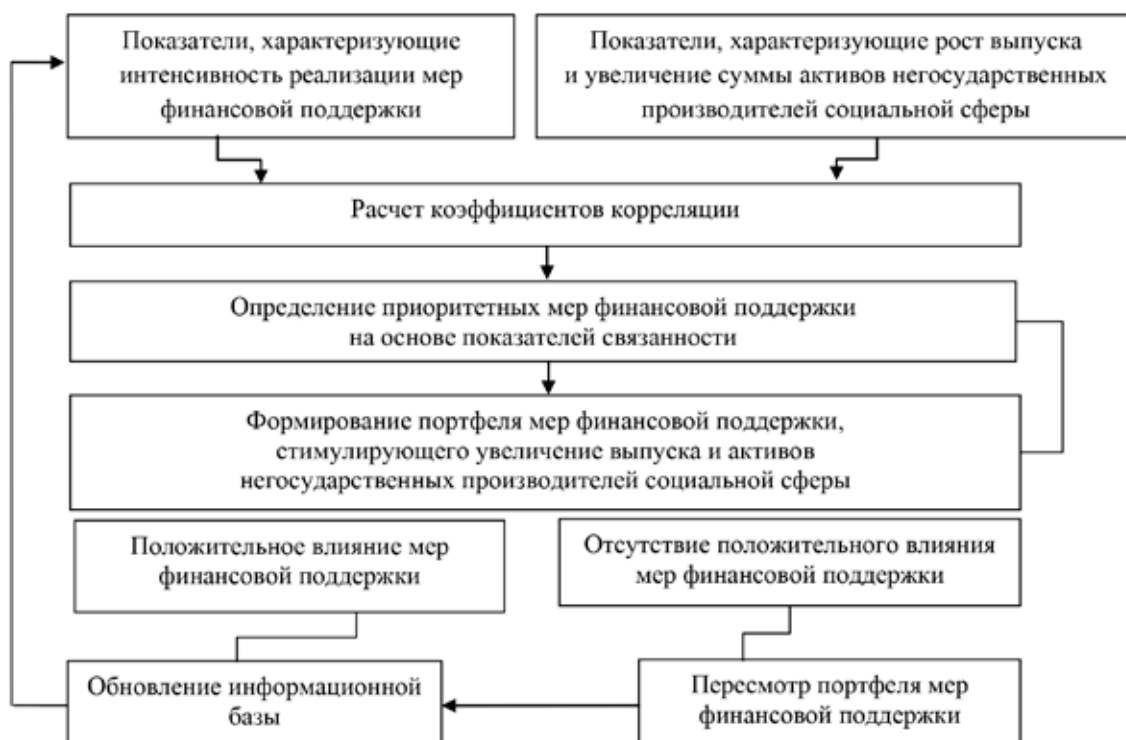 Показатели, характеризующие
интенсивность реализации мер
финансовой поддержки
Показатели, характеризующие рост выпуска
и увеличение суммы активов негосударственных
производителей социальной сферы
Расчет коэффициентов корреляции
Определение приоритетных мер финансовой поддержки
на основе показателей связанности
Формирование портфеля мер финансовой поддержки,
стимулирующего увеличение выпуска и активов
негосударственных производителей социальной сферы
Положительное влияние мер
финансовой поддержки
Отсутствие положительного влияния
мер финансовой поддержки
Обновление информационной
базы
Пересмотр портфеля мер
финансовой поддержки